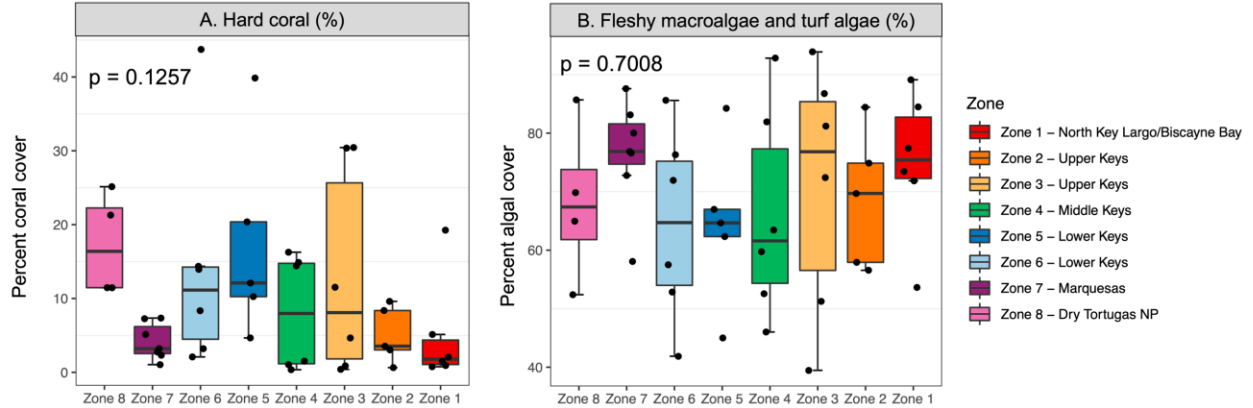 A. Hard coral (%)
p = 0.1257
Percent coral cover
40
30
20
10
0
Zone 8 Zone 7 Zone 6 Zone 5 Zone 4 Zone 3 Zone 2 Zone 1
B. Fleshy macroalgae and turf algae (%)
p = 0.7008
Percent algal cover
80
60
40
Zone 8 Zone 7 Zone 6 Zone 5 Zone 4 Zone 3 Zone 2 Zone 1
Zone
Zone 1 – North Key Largo/Biscayne Bay
Zone 2 – Upper Keys
Zone 3 – Upper Keys
Zone 4 – Middle Keys
Zone 5 – Lower Keys
Zone 6 – Lower Keys
Zone 7 – Marquesas
Zone 8 – Dry Tortugas NP